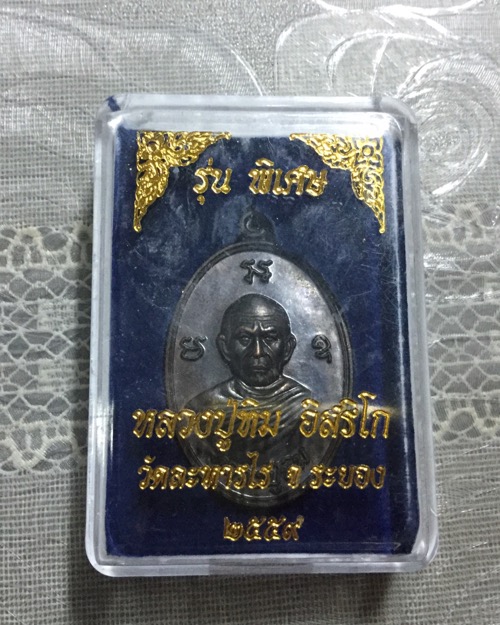 รุ่น พิเศษ
หลวงปู่ทิม อิสริโก
วัดละหารไร่ จ.ระยอง
๒๕๕๙